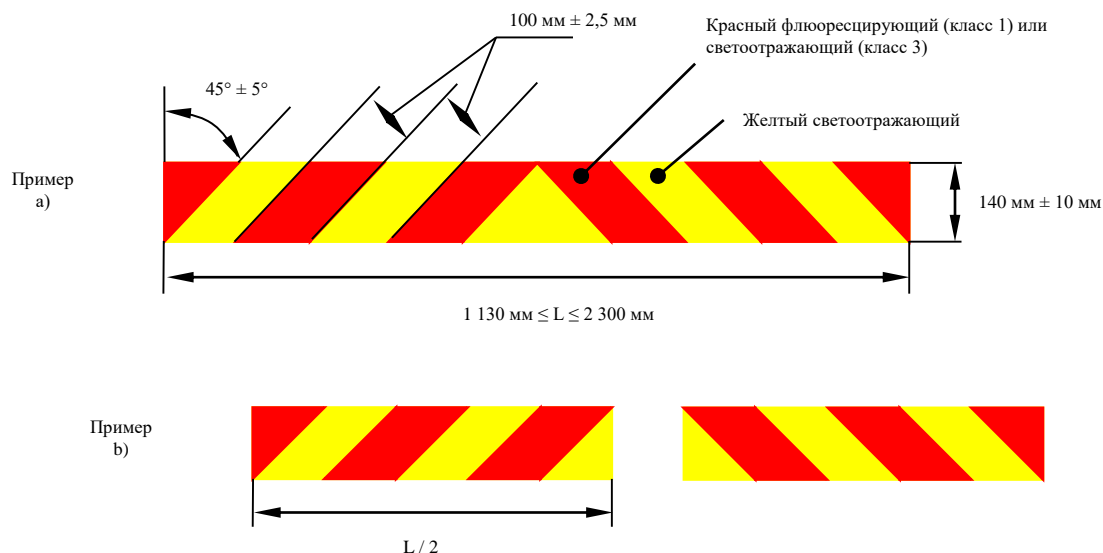 100 мм ± 2,5 мм
Красный флюоресцирующий (класс 1) или
светоотражающий (класс 3)
45° ± 5°
Желтый светоотражающий
Пример
a)
140 мм ± 10 мм
1 130 мм ≤ L ≤ 2 300 мм
Пример
b)
L / 2